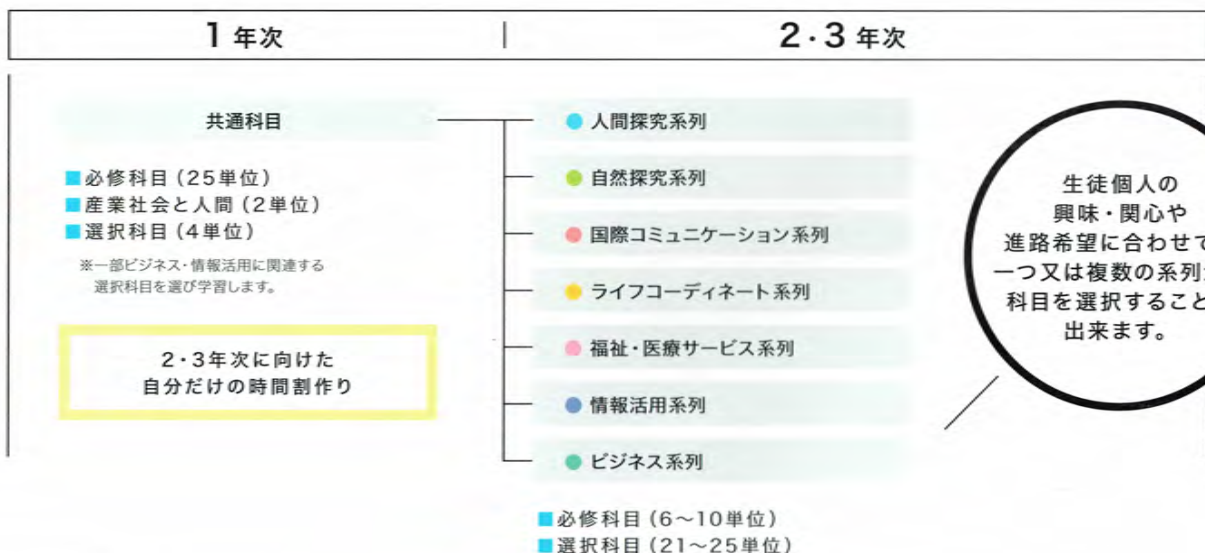 1 年次
2・3 年次
共通科目
■必修科目（25単位）
■産業社会と人間（2単位）
■選択科目（4単位）
※一部ビジネス・情報活用に関連する
選択科目を選び学習します。
2・3年次に向けた
自分だけの時間割作り
人間探究系列
自然探究系列
国際コミュニケーション系列
ライフコーディネート系列
福祉・医療サービス系列
情報活用系列
ビジネス系列
■必修科目（6～10単位）
■選択科目（21～25単位）
生徒個人の
興味・関心や
進路希望に合わせて
一つ又は複数の系列
科目を選択すること
出来ます。